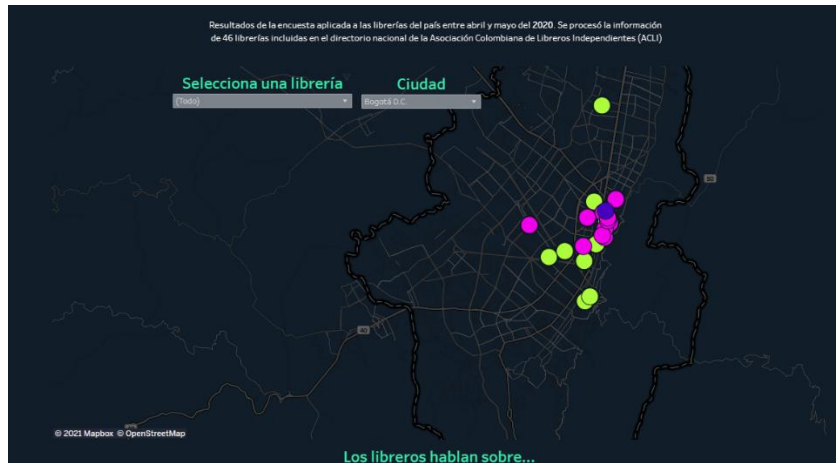 Resultados de la encuesta aplicada a las librerías del país entre abril y mayo del 2020. Se procesó la información
de 46 librerías incluidas en el directorio nacional de la Asociación Colombiana de Libreros Independientes (ACLI)
Selecciona una librería
Ciudad
(Todo)
Bogotá D.C.
50
40
© 2021 Mapbox © OpenStreetMap
Los libreros hablan sobre...